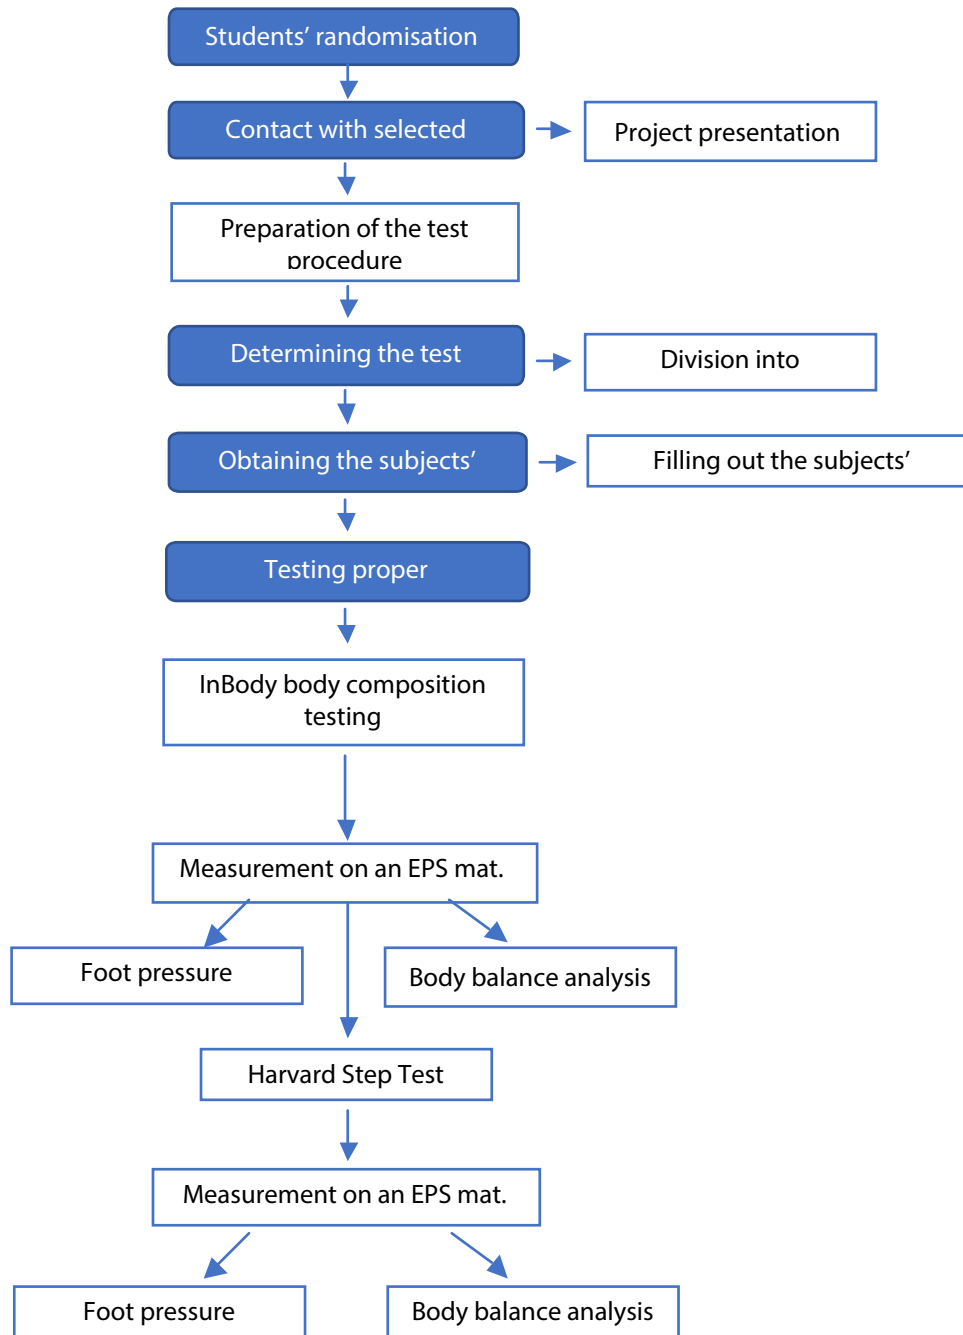 Students’ randomisation
Contact with selected
Project presentation
Preparation of the test
procedure
Determining the test
Division into
Obtaining the subjects’
Filling out the subjects’
Testing proper
InBody body composition
testing
Measurement on an EPS mat.
Foot pressure
Body balance analysis
Harvard Step Test
Measurement on an EPS mat.
Foot pressure
Body balance analysis